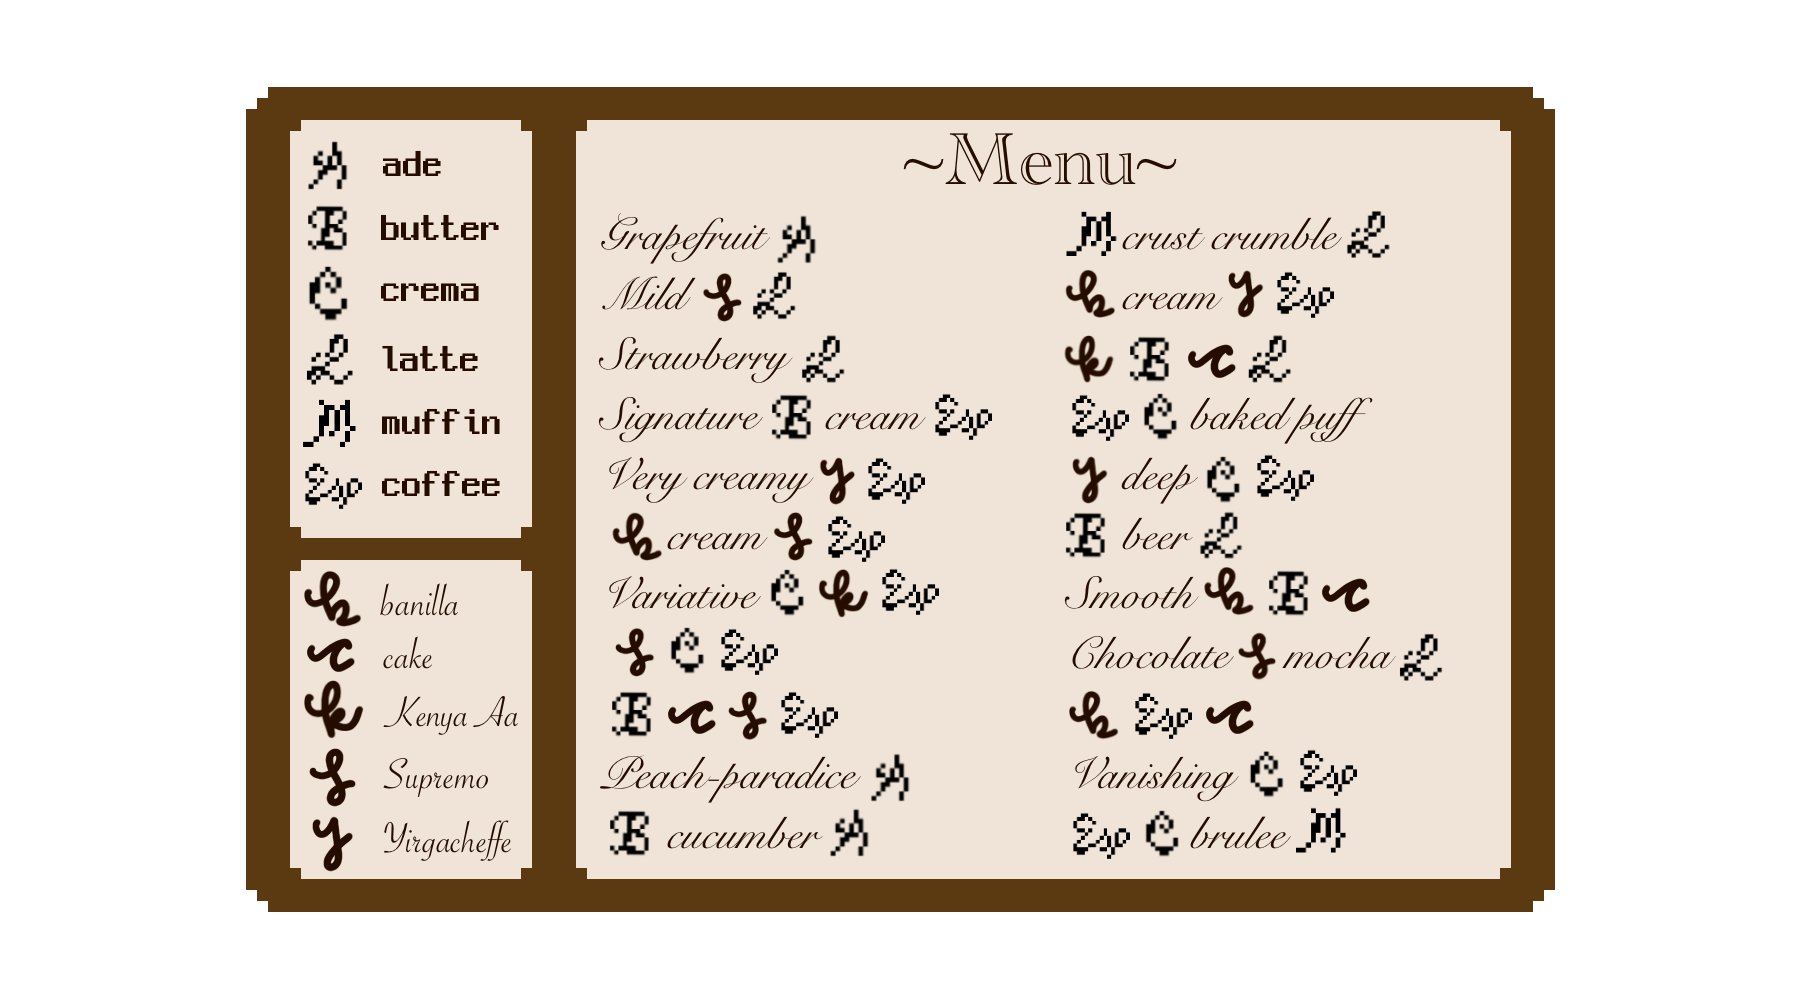 A ade
B butter
C crema
L latte
M muffin
Esp coffee
b banilla
c cake
k Kenya Aa
s Supremo
y Yirgacheffe
~Menu~
Grapefruit A
Mild s L
Strawberry L
Signature B cream Esp
Very creamy y Esp
b cream s Esp
Variative C k Esp
s C Esp
B c s Esp
Peach-paradice A
B cucumber A
M crust crumble L
b cream y Esp
k B c L
Esp C baked puff
y deep C Esp
B beer L
Smooth b B c
Chocolate s mocha L
b Esp c
Vanishing C Esp
Esp C brulee M